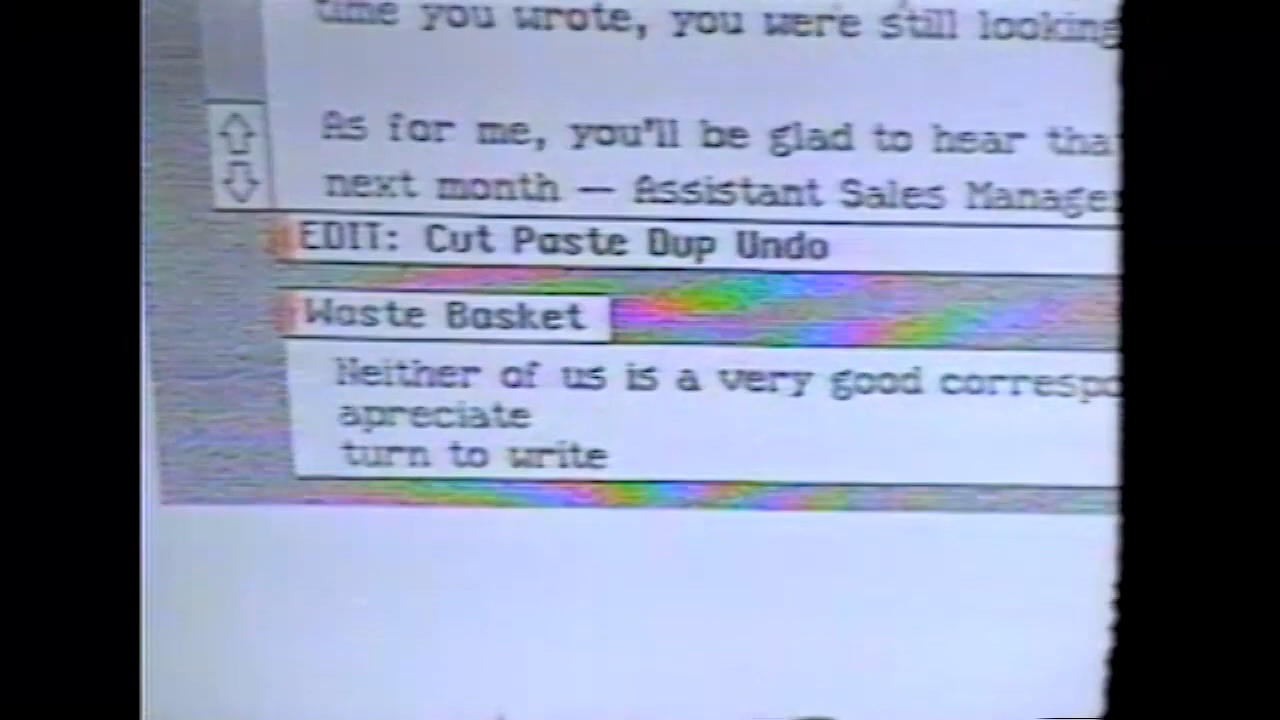 time you wrote, you were still looking
As for me, you'll be glad to hear tha
next month — Assistant Sales Manager
EDIT: Cut Paste Dup Undo
Waste Basket
Neither of us is a very good correspo
apreciate
turn to write